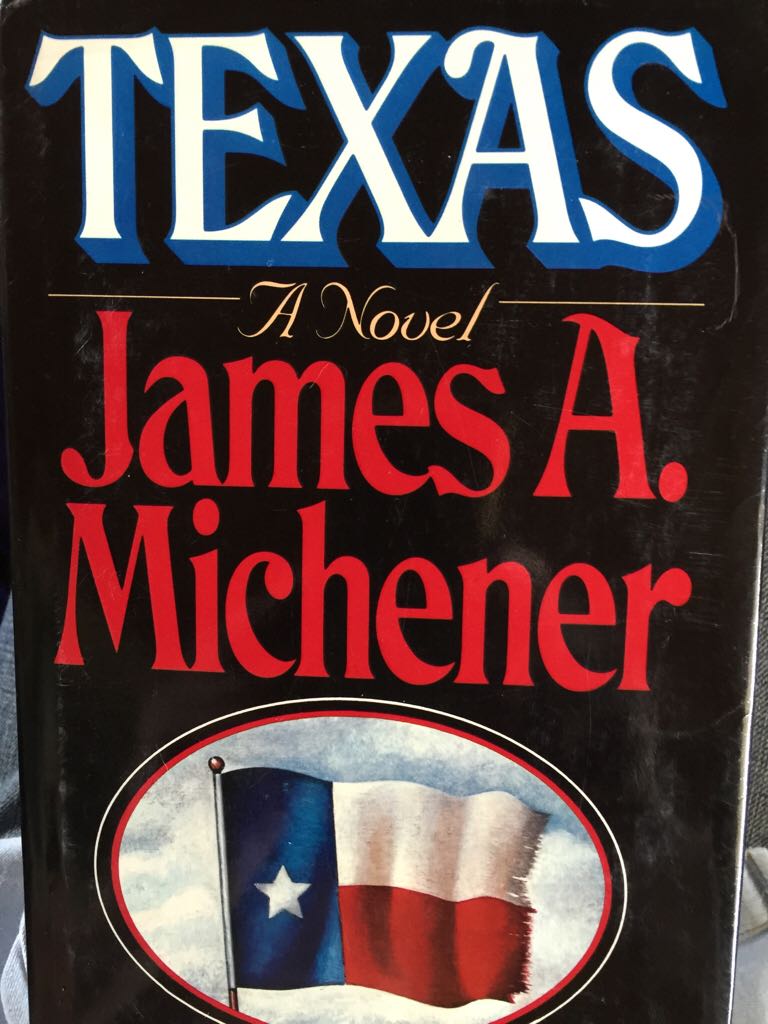 TEXAS
A Novel
James A.
Michener